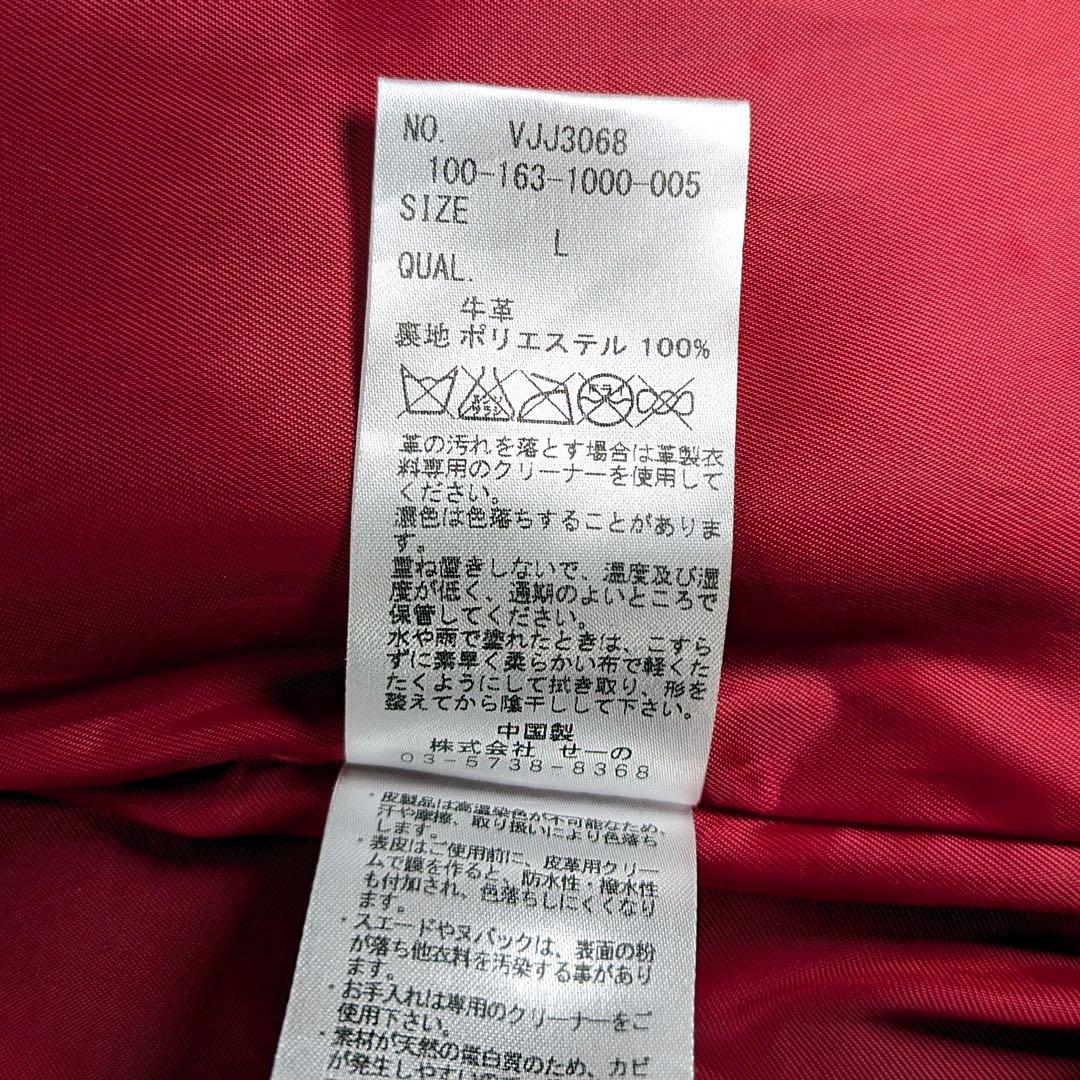 NO. VJJ3068
100-163-1000-005
SIZE
L
QUAL.
牛革
裏地 ポリエステル 100%
エンソサラシ
ドライ
革の汚れを落とす場合は革製衣
料専用のクリーナーを使用して
ください。
濃色は色落ちすることがありま
す。
重ね置きしないで、温度及び湿
度が低く、通期のよいところで
保管してください。
水や雨で塗れたときは、こすら
ずに素早く柔らかい布で軽くた
たくようにして拭き取り、形を
整えてから陰干しして下さい。
中国製
株式会社 せーの
03-5738-8368
・皮製品は高温染色が不可能なため、
汗や摩擦、取り扱いにより色落ち
します。
・表皮はご使用前に、皮革用クリー
ムで膜を作ると、防水性・撥水性
も付加され、色落ちしにくくなり
ます。
・スエードやヌバックは、表面の粉
が落ち他衣料を汚染する事があり
ます。
・お手入れは専用のクリーナーをご
使用下さい。
・素材が天然の蛋白質のため、カビ
が発生しやすいの